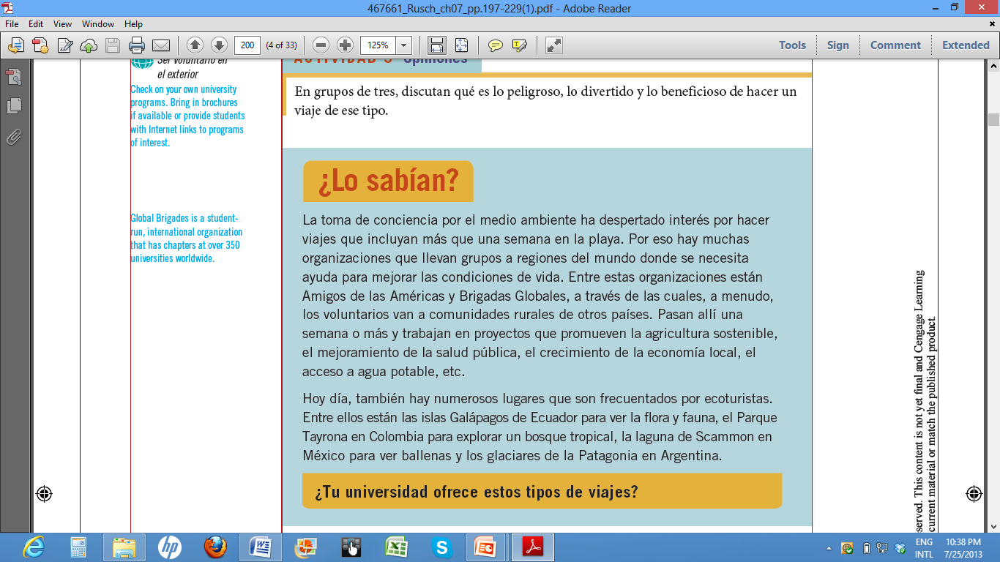 467661_Rusch_ch07_pp.197-229(1).pdf - Adobe Reader
File Edit View Window Help
200 (4 of 33) 125% Tools Sign Comment Extended
Ser voluntario en
el exterior
Check on your own university
programs. Bring in brochures
if available or provide students
with Internet links to programs
of interest.
Global Brigades is a student-
run, international organization
that has chapters at over 350
universities worldwide.
ACTIVIDAD 3 Opiniones
En grupos de tres, discutan qué es lo peligroso, lo divertido y lo beneficioso de hacer un
viaje de ese tipo.
¿Lo sabían?
La toma de conciencia por el medio ambiente ha despertado interés por hacer
viajes que incluyan más que una semana en la playa. Por eso hay muchas
organizaciones que llevan grupos a regiones del mundo donde se necesita
ayuda para mejorar las condiciones de vida. Entre estas organizaciones están
Amigos de las Américas y Brigadas Globales, a través de las cuales, a menudo,
los voluntarios van a comunidades rurales de otros países. Pasan allí una
semana o más y trabajan en proyectos que promueven la agricultura sostenible,
el mejoramiento de la salud pública, el crecimiento de la economía local, el
acceso a agua potable, etc.
Hoy día, también hay numerosos lugares que son frecuentados por ecoturistas.
Entre ellos están las islas Galápagos de Ecuador para ver la flora y fauna, el Parque
Tayrona en Colombia para explorar un bosque tropical, la laguna de Scammon en
México para ver ballenas y los glaciares de la Patagonia en Argentina.
¿Tu universidad ofrece estos tipos de viajes?
served. This content is not yet final and Cengage Learning
current material or match the published product.
hp
ENG
INTL
10:38 PM
7/25/2013